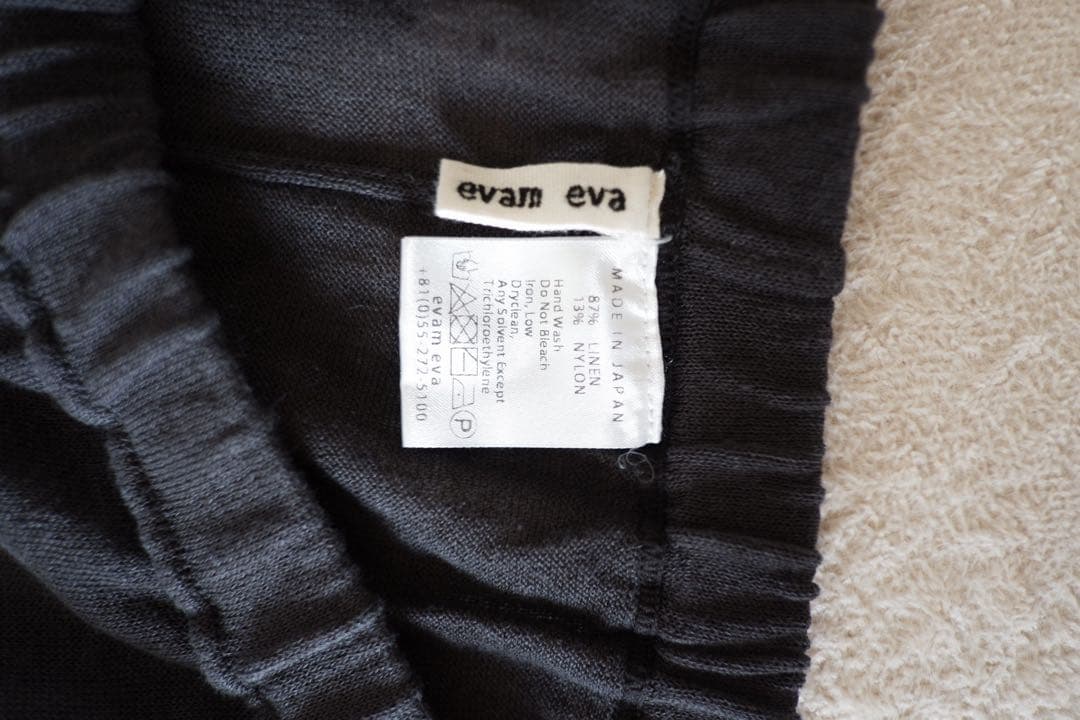 evam eva
MADE IN JAPAN
87% LINEN
13% NYLON
Hand Wash
Do Not Bleach
Iron, Low
Dryclean,
Any Solvent Except
Trichloroethylene
P
evam eva
+81(0)55-272-5100